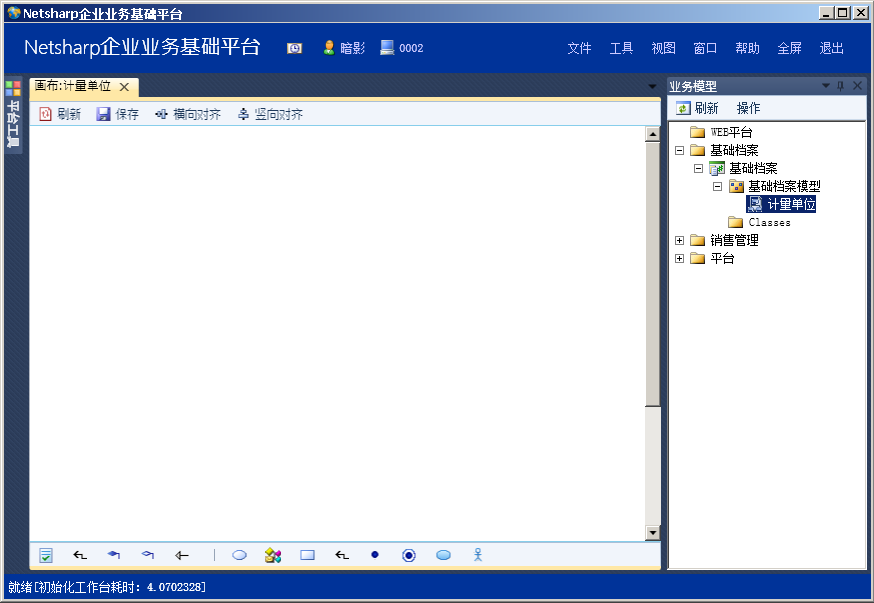 Netsharp企业业务基础平台
Netsharp企业业务基础平台 暗影 0002 文件 工具 视图 窗口 帮助 全屏 退出
平台工具
画布:计量单位
刷新 保存 横向对齐 竖向对齐
业务模型
刷新 操作
WEB平台
基础档案
基础档案
基础档案模型
计量单位
Classes
销售管理
平台
就绪[初始化工作台耗时: 4.0702328]